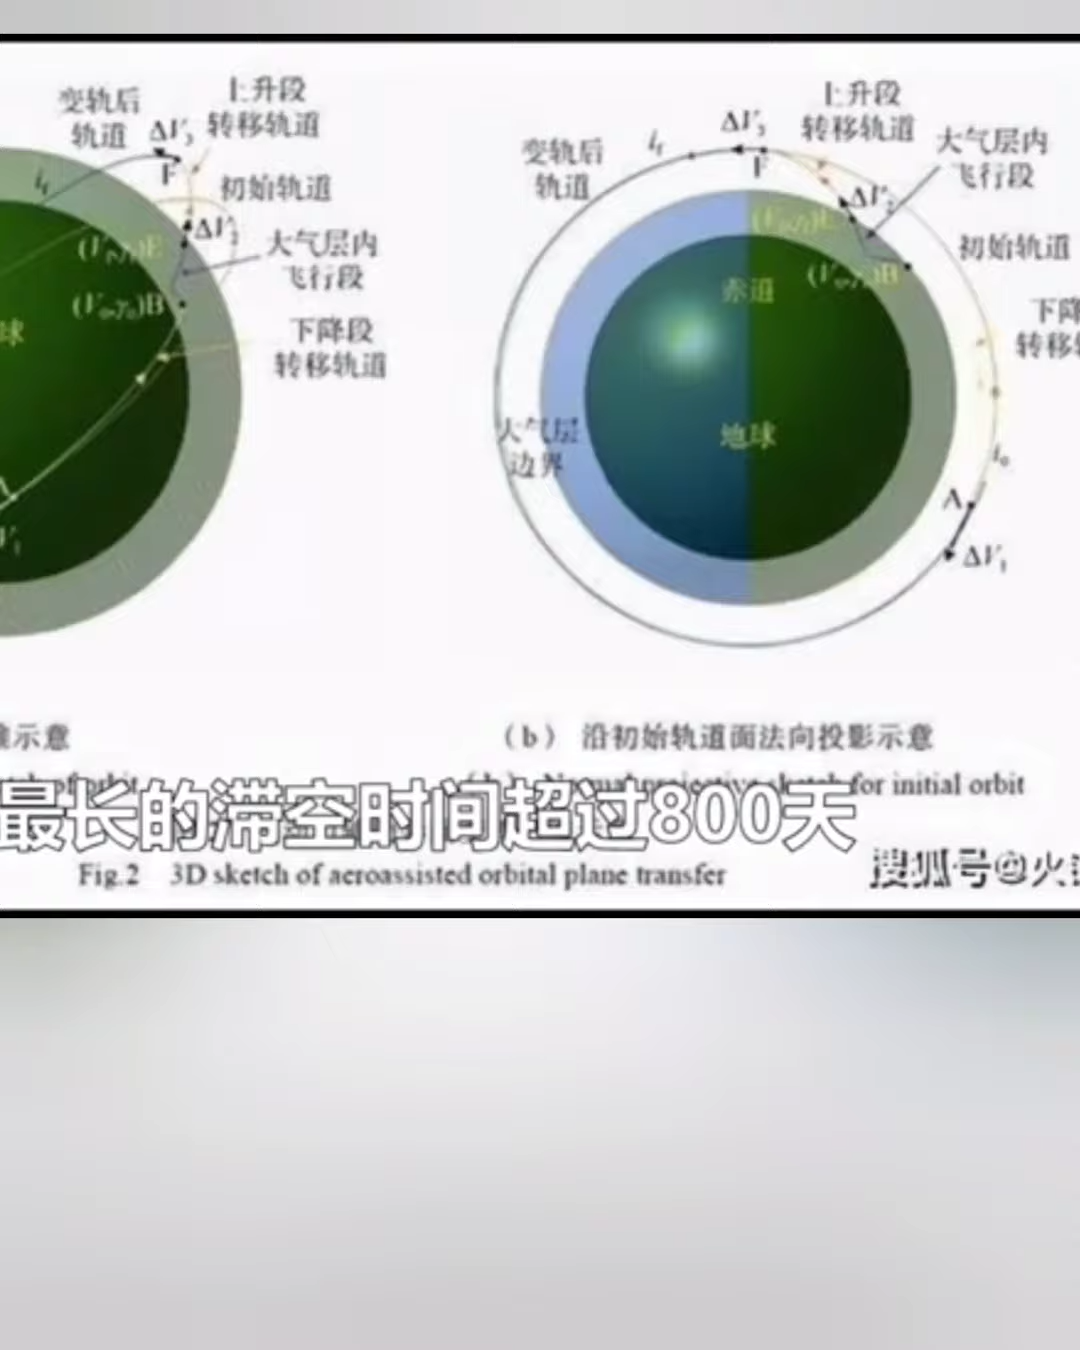 变轨后
轨道
ΔV₃
上升段
转移轨道
F
初始轨道
ΔV₂
大气层内
飞行段
下降段
转移轨道
球
变轨后
轨道
ΔV₃
F
上升段
转移轨道
大气层内
飞行段
ΔV₂
初始轨道
赤道
下降
转移轨
地球
大气层
边界
A
ΔV₁
示意
(b) 沿初始轨道面法向投影示意
for initial orbit
最长的滞空时间超过800天
Fig.2 3D sketch of aeroassisted orbital plane transfer
搜狐号@火